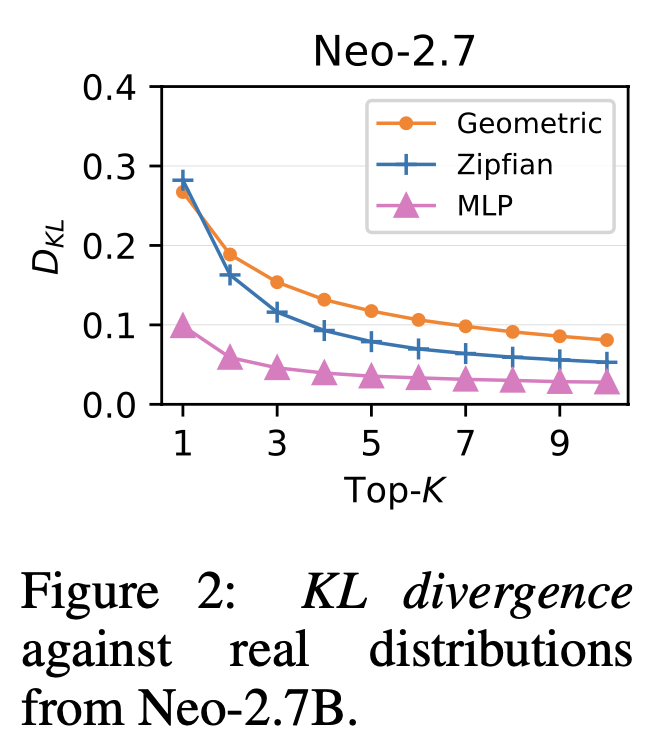 Neo-2.7
0.4
0.3
0.2
0.1
0.0
D_KL
Geometric
Zipfian
MLP
1 3 5 7 9
Top-K
Figure 2: KL divergence
against real distributions
from Neo-2.7B.